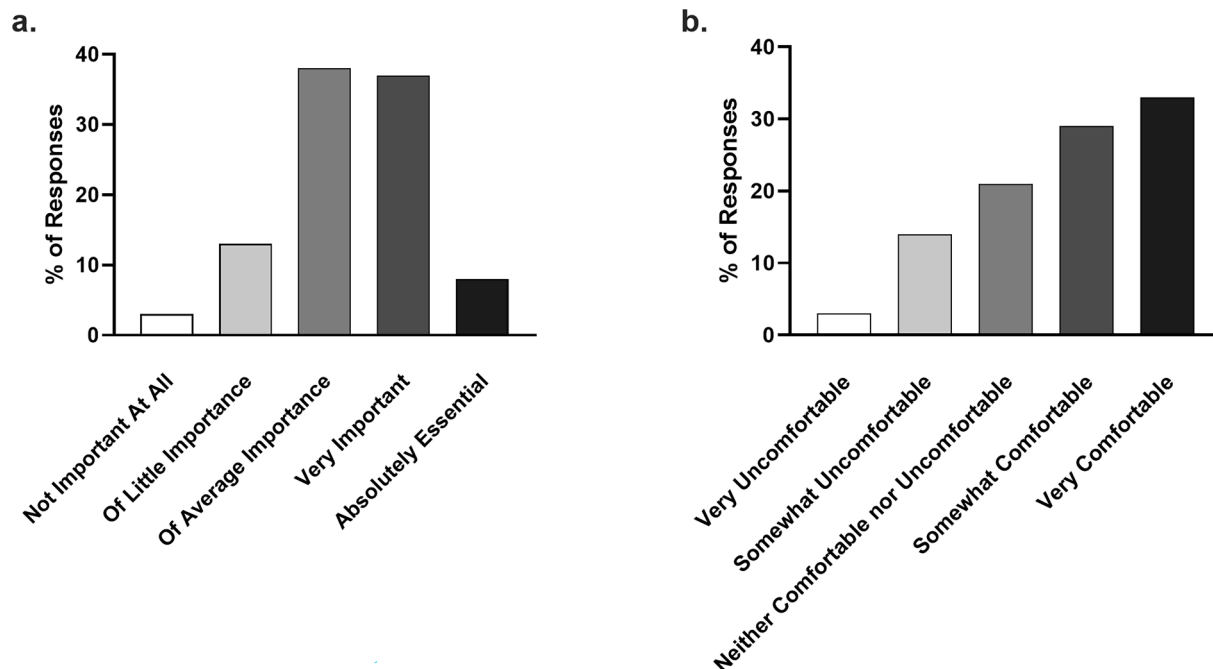 a.
% of Responses
40
30
20
10
0
Not Important At All
Of Little Importance
Of Average Importance
Very Important
Absolutely Essential
b.
% of Responses
40
30
20
10
0
Very Uncomfortable
Somewhat Uncomfortable
Neither Comfortable nor Uncomfortable
Somewhat Comfortable
Very Comfortable